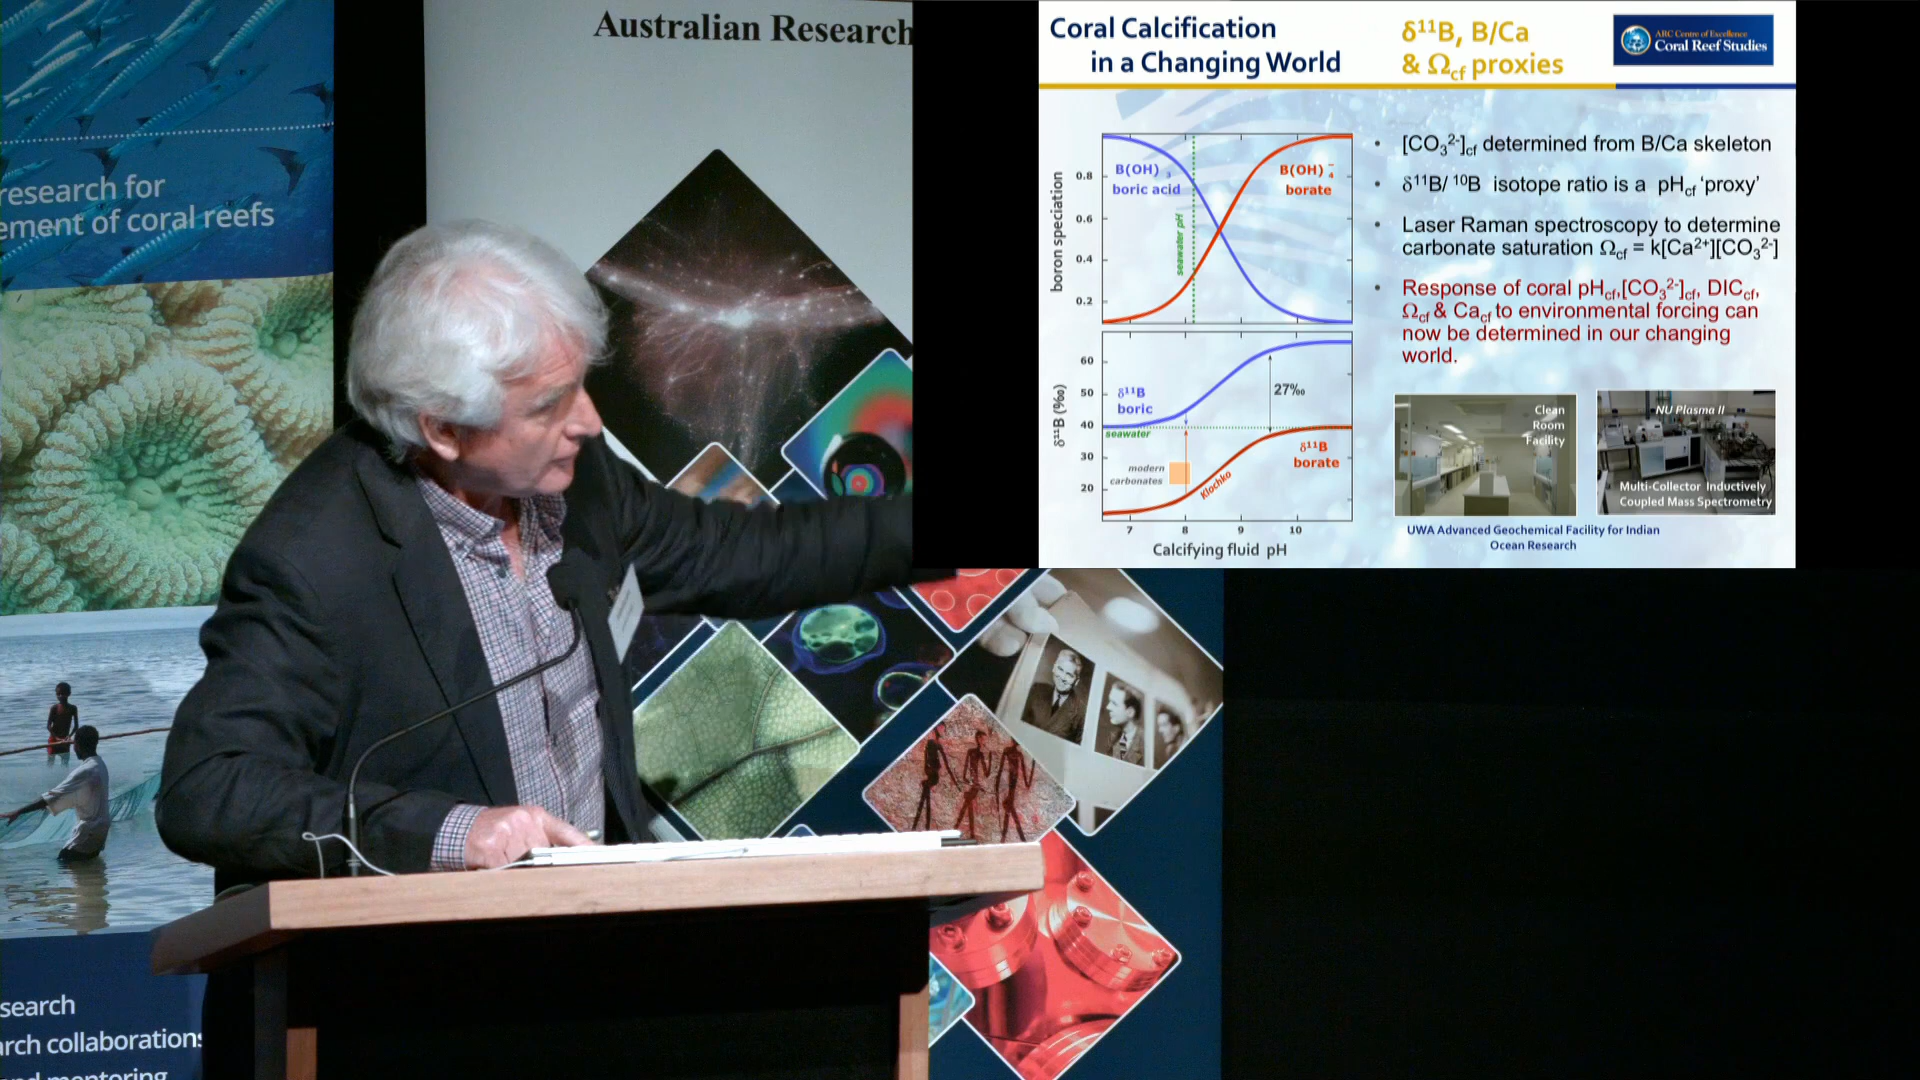 Australian Research
research for
ement of coral reefs
search
arch collaborations
and mentoring
Coral Calcification
in a Changing World
δ¹¹B, B/Ca
& Ωcf proxies
ARC Centre of Excellence
Coral Reef Studies
boron speciation
0.8
0.6
0.4
0.2
B(OH)₃
boric acid
B(OH)₄⁻
borate
seawater pH
δ¹¹B (‰)
60
50
40
30
20
δ¹¹B
boric
seawater
27‰
δ¹¹B
borate
modern
carbonates
Klochko
7 8 9 10
Calcifying fluid pH
• [CO₃²⁻]cf determined from B/Ca skeleton
• δ¹¹B/ ¹⁰B isotope ratio is a pHcf ‘proxy’
• Laser Raman spectroscopy to determine
carbonate saturation Ωcf = k[Ca²⁺][CO₃²⁻]
• Response of coral pHcf,[CO₃²⁻]cf, DICcf,
Ωcf & Cacf to environmental forcing can
now be determined in our changing
world.
Clean
Room
Facility
NU Plasma II
Multi-Collector Inductively
Coupled Mass Spectrometry
UWA Advanced Geochemical Facility for Indian
Ocean Research